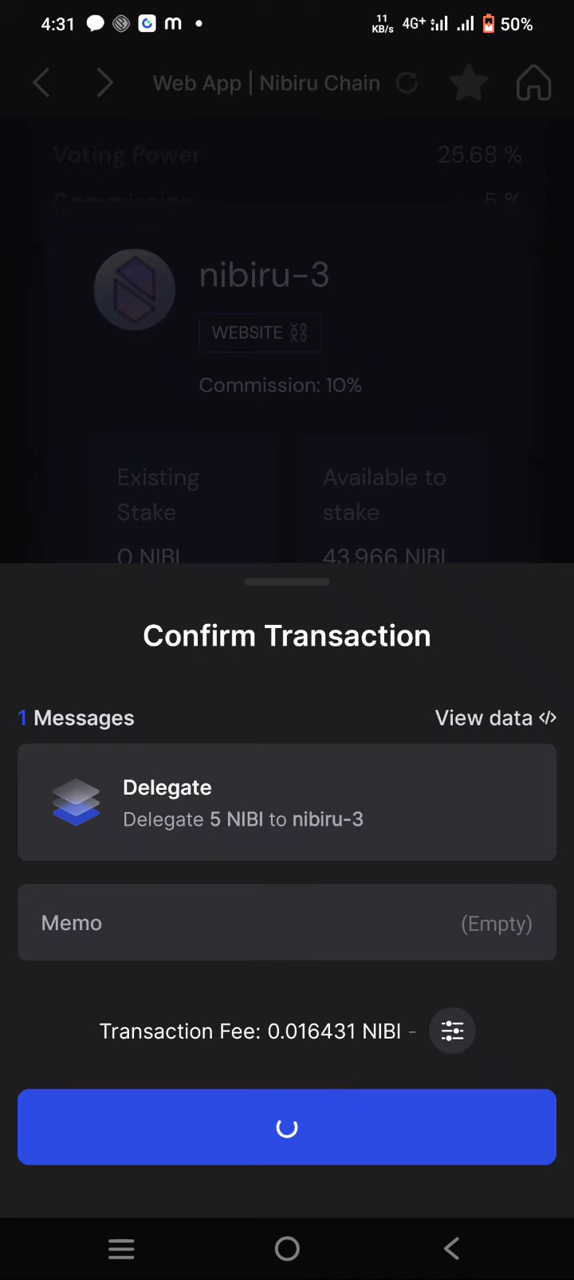 4:31
11
KB/s
4G+
50%
Web App | Nibiru Chain
Voting Power
25.68 %
Commission
5 %
nibiru-3
WEBSITE
Commission: 10%
Existing
Stake
0 NIBI
Available to
stake
43.966 NIBI
Confirm Transaction
1 Messages
View data </>
Delegate
Delegate 5 NIBI to nibiru-3
Memo
(Empty)
Transaction Fee: 0.016431 NIBI -